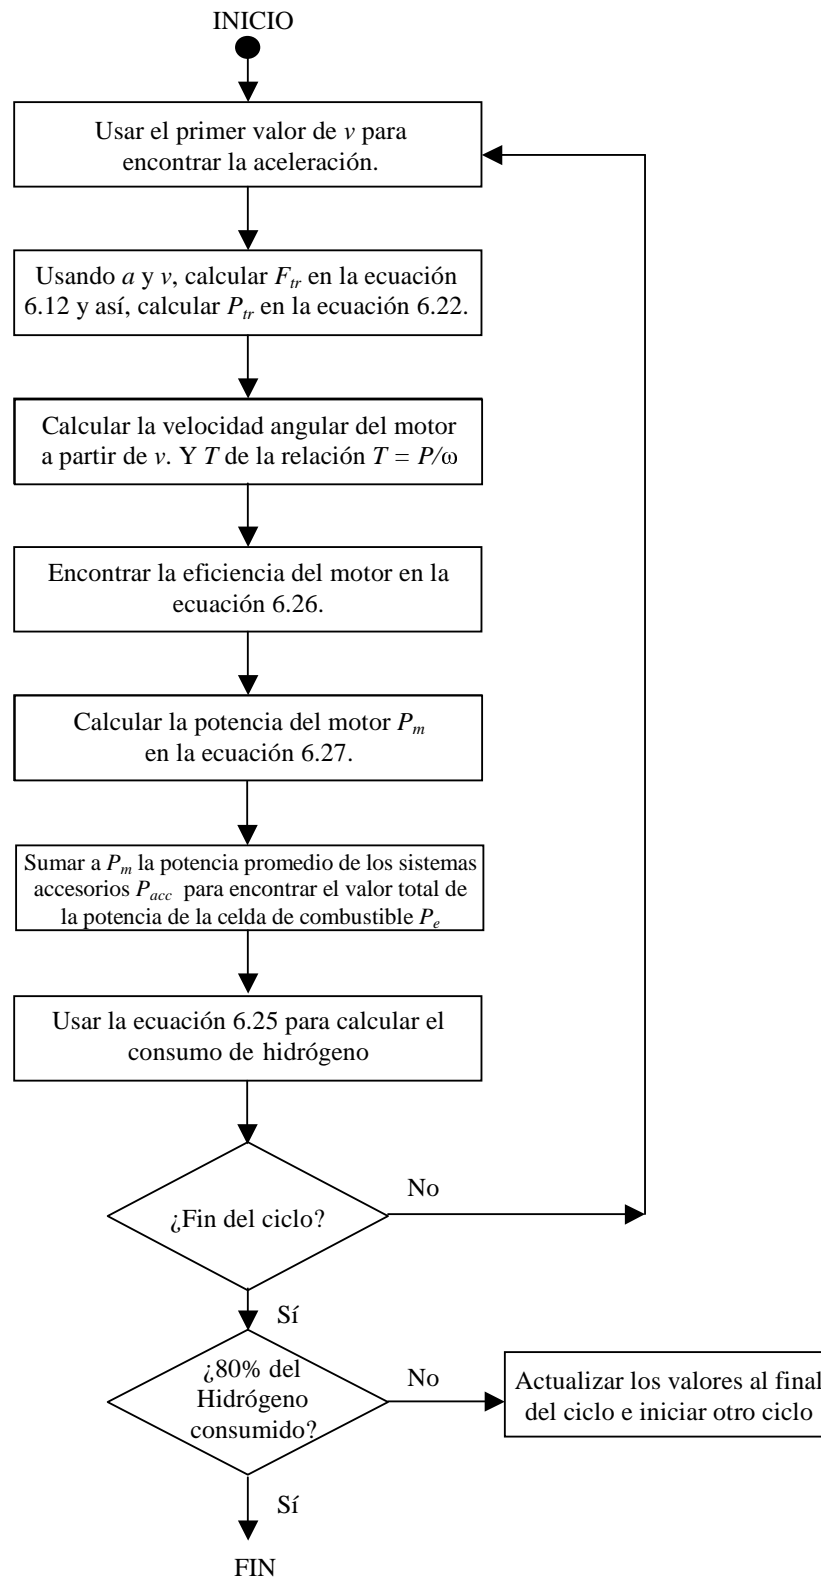 INICIO
Usar el primer valor de v para
encontrar la aceleración.
Usando a y v, calcular Ftr en la ecuación
6.12 y así, calcular Ptr en la ecuación 6.22.
Calcular la velocidad angular del motor
a partir de v. Y T de la relación T = P/ω
Encontrar la eficiencia del motor en la
ecuación 6.26.
Calcular la potencia del motor Pm
en la ecuación 6.27.
Sumar a Pm la potencia promedio de los sistemas
accesorios Pacc para encontrar el valor total de
la potencia de la celda de combustible Pe
Usar la ecuación 6.25 para calcular el
consumo de hidrógeno
¿Fin del ciclo?
No
Sí
¿80% del
Hidrógeno
consumido?
No
Actualizar los valores al final
del ciclo e iniciar otro ciclo
Sí
FIN